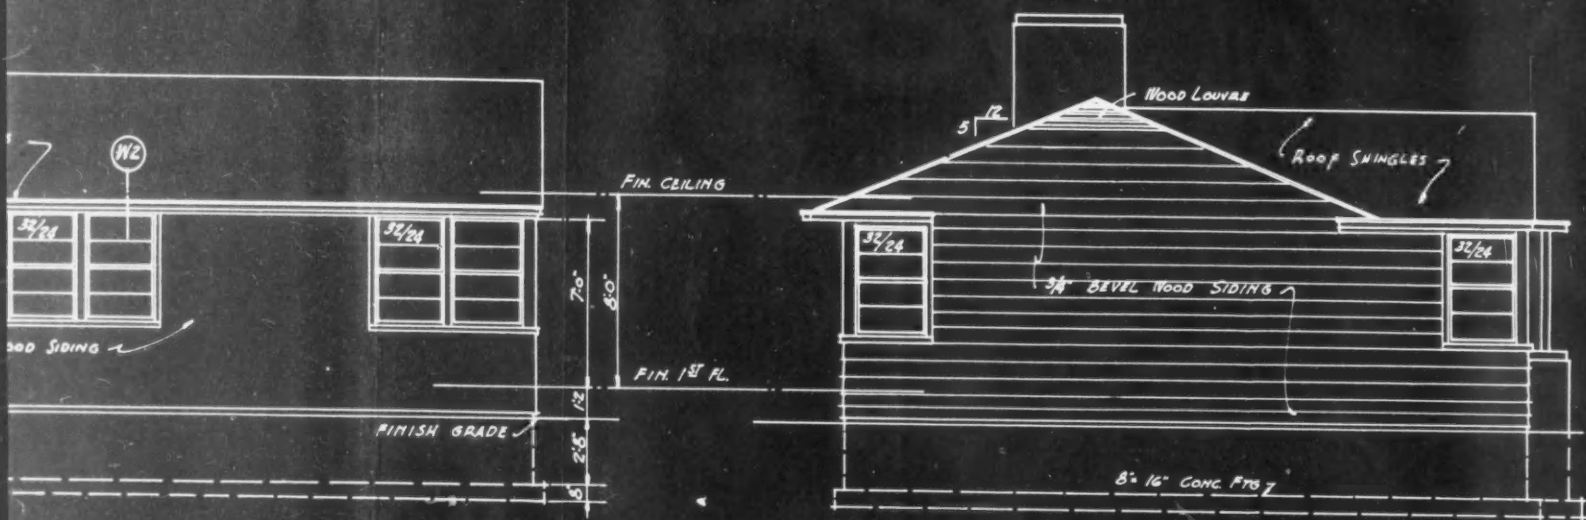 S
W2
32/24
32/24
OOD SIDING
FINISH GRADE
FIN. CEILING
7'-0"
8'-0"
FIN. 1ST FL.
1'-2
2'-8"
8"
5
12
WOOD LOUVRE
ROOF SHINGLES
32/24
32/24
3/4" BEVEL WOOD SIDING
8"-16" CONC. FTG